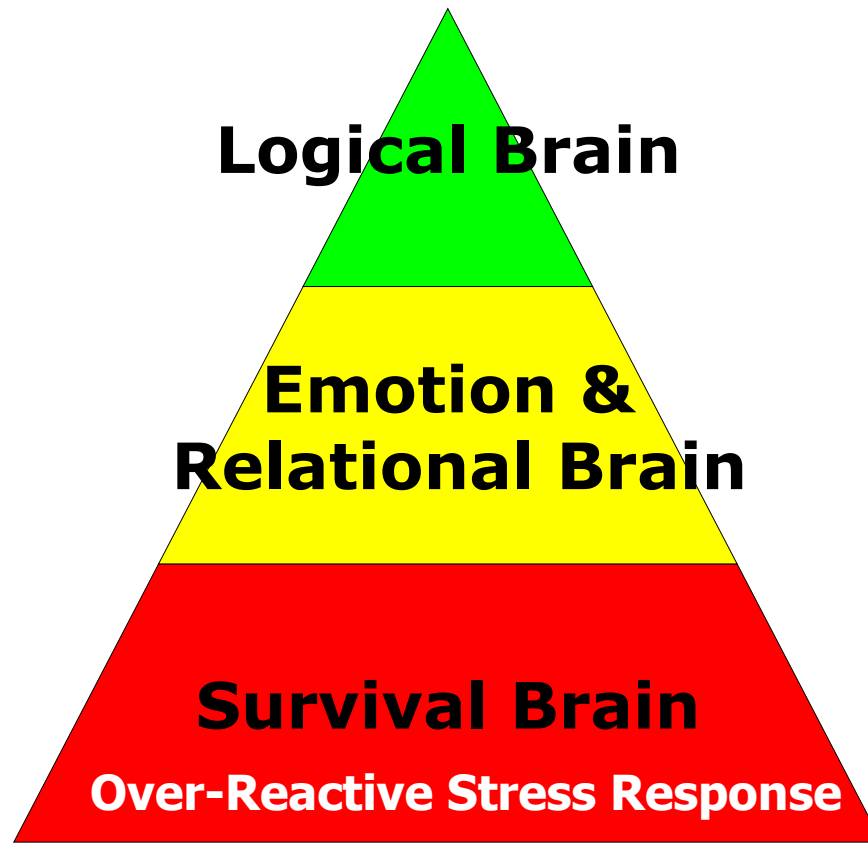 Logical Brain
Emotion &
Relational Brain
Survival Brain
Over-Reactive Stress Response